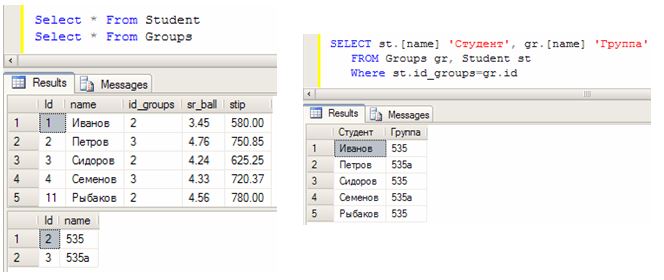 Select * From Student
Select * From Groups
Results Messages
Id name id_groups sr_ball stip
1 1 Иванов 2 3.45 580.00
2 2 Петров 3 4.76 750.85
3 3 Сидоров 2 4.24 625.25
4 4 Семенов 3 4.33 720.37
5 11 Рыбаков 2 4.56 780.00
Id name
1 2 535
2 3 535а
SELECT st.[name] 'Студент', gr.[name] 'Группа'
FROM Groups gr, Student st
Where st.id_groups=gr.id
Results Messages
Студент Группа
1 Иванов 535
2 Петров 535а
3 Сидоров 535
4 Семенов 535а
5 Рыбаков 535